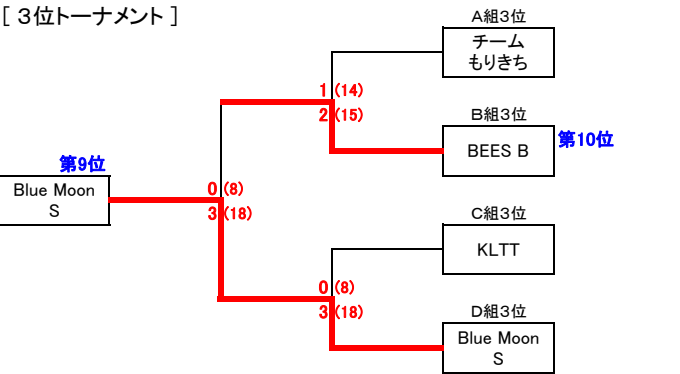 [ 3位トーナメント ]
A組3位
チーム
もりきち
1 (14)
2 (15)
B組3位
BEES B
第10位
第9位
Blue Moon
S
0 (8)
3 (18)
C組3位
KLTT
0 (8)
3 (18)
D組3位
Blue Moon
S